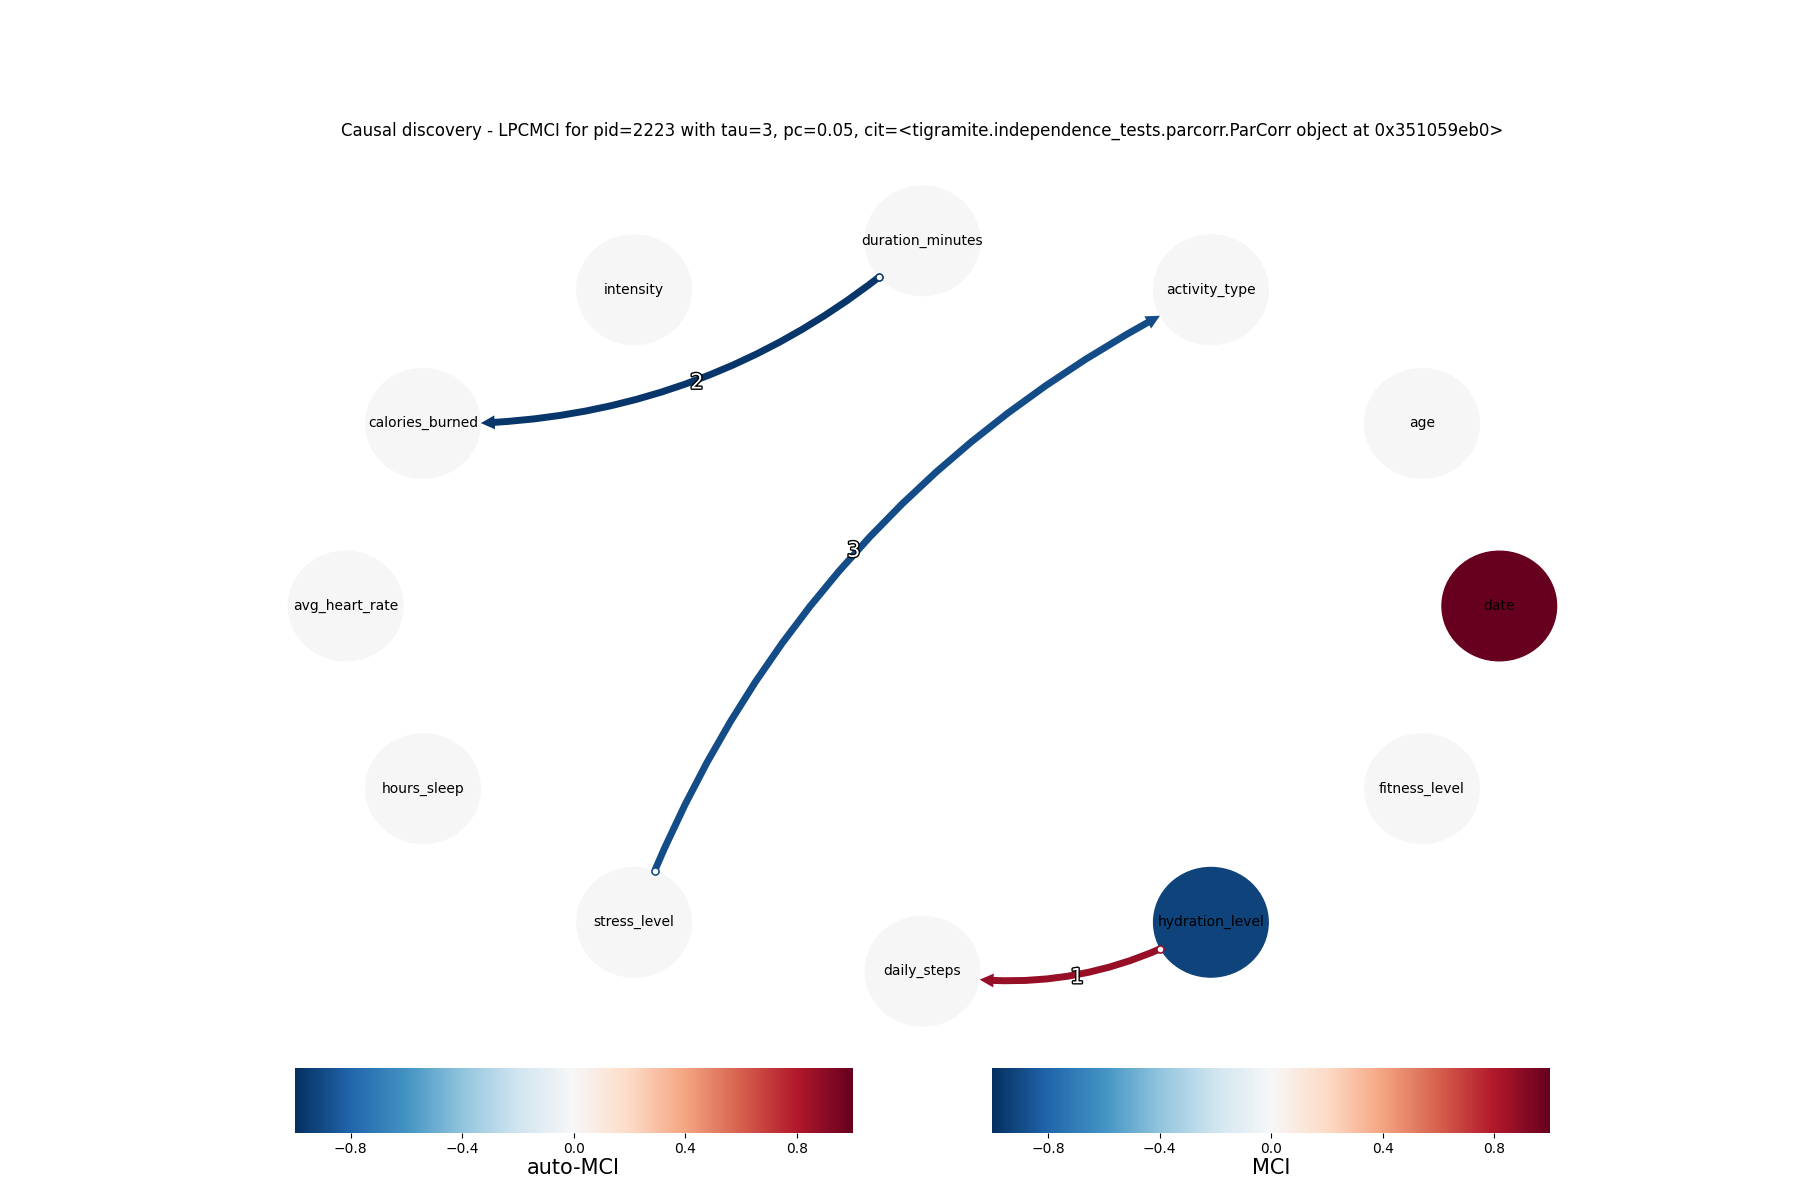 Causal discovery - LPCMCI for pid=2223 with tau=3, pc=0.05, cit=<tigramite.independence_tests.parcorr.ParCorr object at 0x351059eb0>
duration_minutes
intensity
activity_type
2
calories_burned
age
3
avg_heart_rate
date
hours_sleep
fitness_level
stress_level
hydration_level
daily_steps
1
−0.8 −0.4 0.0 0.4 0.8
auto-MCI
−0.8 −0.4 0.0 0.4 0.8
MCI